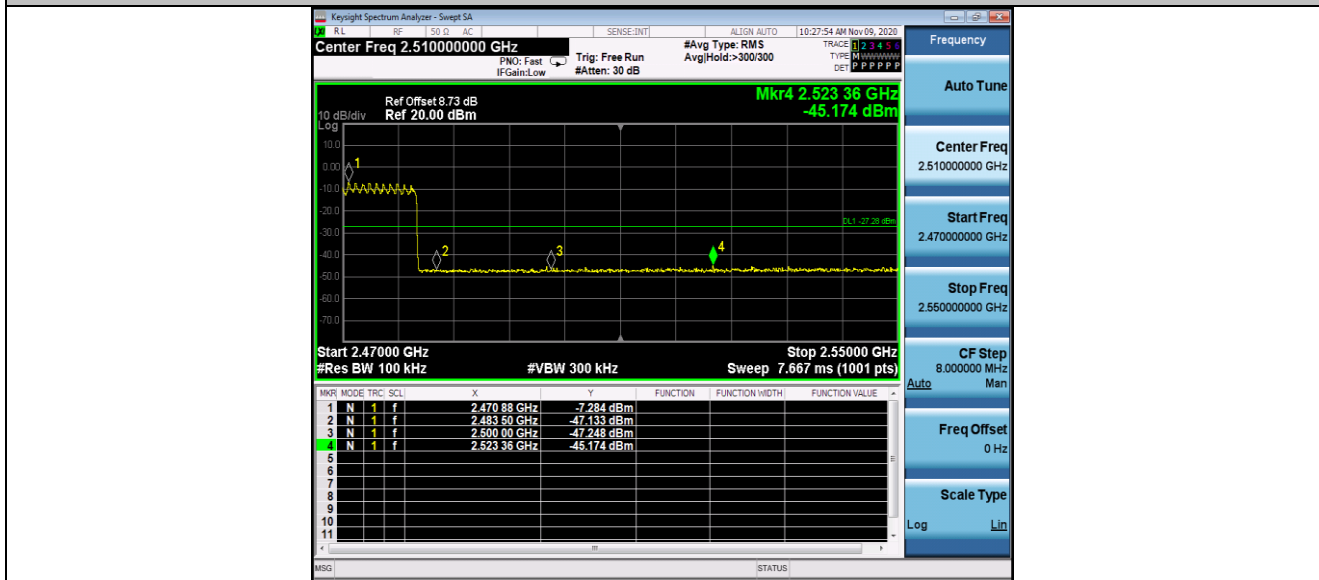 Keysight Spectrum Analyzer - Swept SA
RL RF 50 Ω AC SENSE:INT ALIGN AUTO 10:27:54 AM Nov 09, 2020
Center Freq 2.510000000 GHz
PNO: Fast
IFGain:Low
Trig: Free Run
#Atten: 30 dB
#Avg Type: RMS
Avg|Hold:>300/300
TRACE 1 2 3 4 5 6
TYPE M
DET P P P P P P
Mkr4 2.523 36 GHz
-45.174 dBm
Ref Offset 8.73 dB
10 dB/div Ref 20.00 dBm
Log
10.0
0.00
-10.0
-20.0
-30.0
-40.0
-50.0
-60.0
-70.0
1
2
3
4
DL1 -27.28 dBm
Start 2.47000 GHz Stop 2.55000 GHz
#Res BW 100 kHz #VBW 300 kHz Sweep 7.667 ms (1001 pts)
MKR MODE TRC SCL X Y FUNCTION FUNCTION WIDTH FUNCTION VALUE
1 N 1 f 2.470 88 GHz -7.284 dBm
2 N 1 f 2.483 50 GHz -47.133 dBm
3 N 1 f 2.500 00 GHz -47.248 dBm
4 N 1 f 2.523 36 GHz -45.174 dBm
5
6
7
8
9
10
11
MSG STATUS
Frequency
Auto Tune
Center Freq
2.510000000 GHz
Start Freq
2.470000000 GHz
Stop Freq
2.550000000 GHz
CF Step
8.000000 MHz
Auto Man
Freq Offset
0 Hz
Scale Type
Log Lin